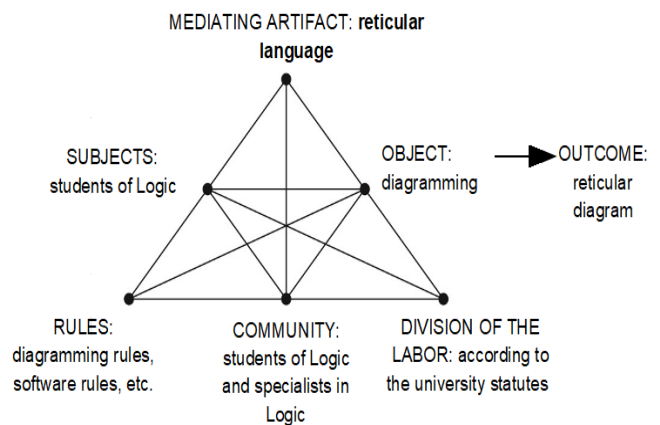 MEDIATING ARTIFACT: reticular
language
SUBJECTS:
students of Logic
OBJECT:
diagramming
OUTCOME:
reticular
diagram
RULES:
diagramming rules,
software rules, etc.
COMMUNITY:
students of Logic
and specialists in
Logic
DIVISION OF THE
LABOR: according to
the university statutes